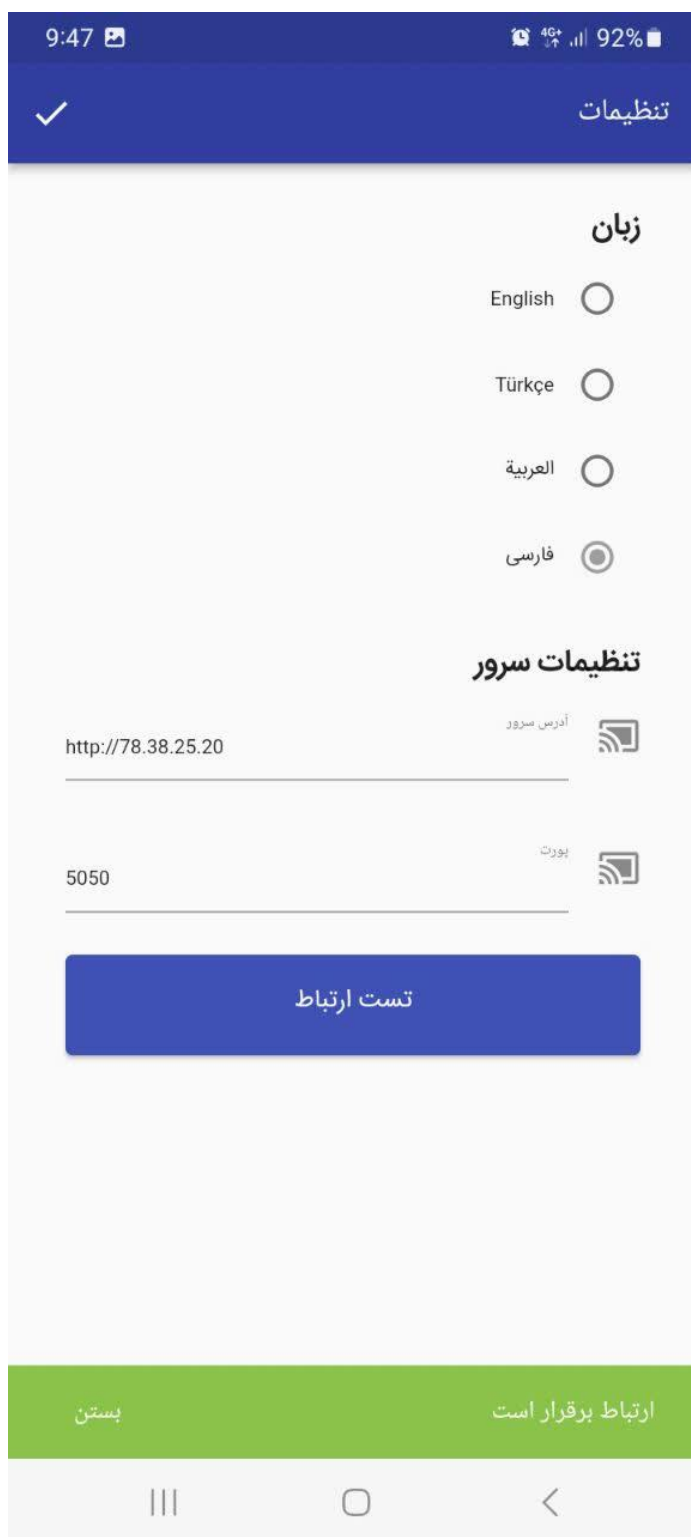 9:47
4G+ 92%
تنظیمات
زبان
English
Türkçe
العربية
فارسی
تنظیمات سرور
آدرس سرور
http://78.38.25.20
پورت
5050
تست ارتباط
ارتباط برقرار است
بستن